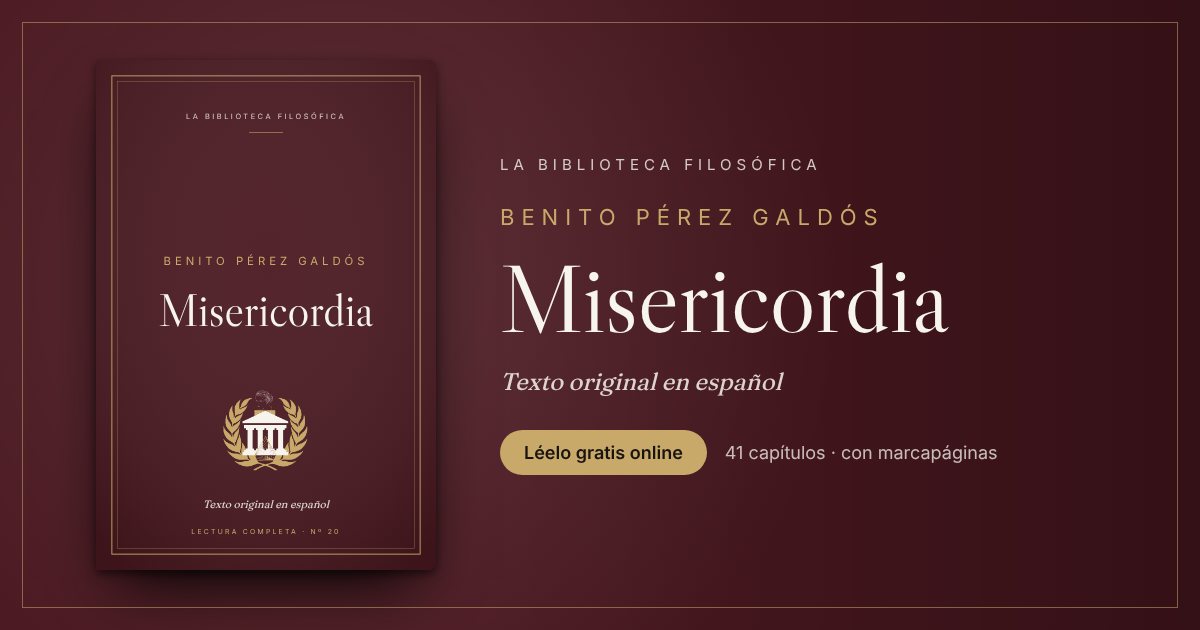 LA BIBLIOTECA FILOSÓFICA
BENITO PÉREZ GALDÓS
Misericordia
Texto original en español
LECTURA COMPLETA · Nº 20
LA BIBLIOTECA FILOSÓFICA
BENITO PÉREZ GALDÓS
Misericordia
Texto original en español
Léelo gratis online
41 capítulos · con marcapáginas